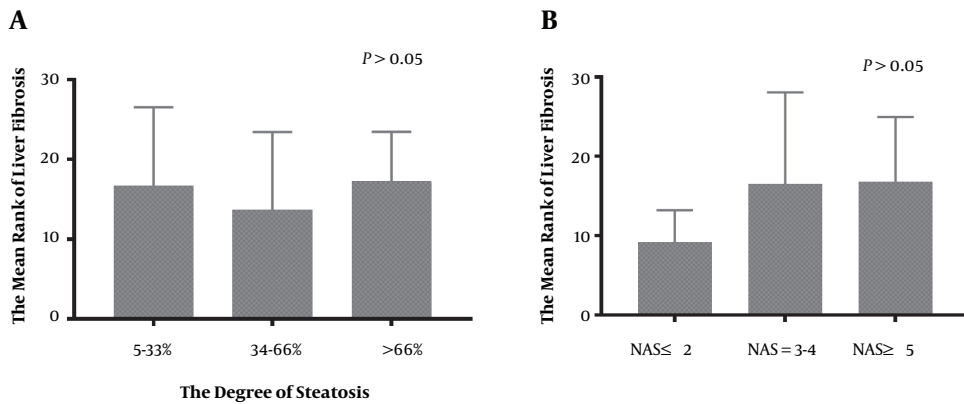 A
P > 0.05
The Mean Rank of Liver Fibrosis
30
20
10
0
5-33%
34-66%
>66%
The Degree of Steatosis
B
P > 0.05
The Mean Rank of Liver Fibrosis
30
20
10
0
NAS≤ 2
NAS = 3-4
NAS≥ 5